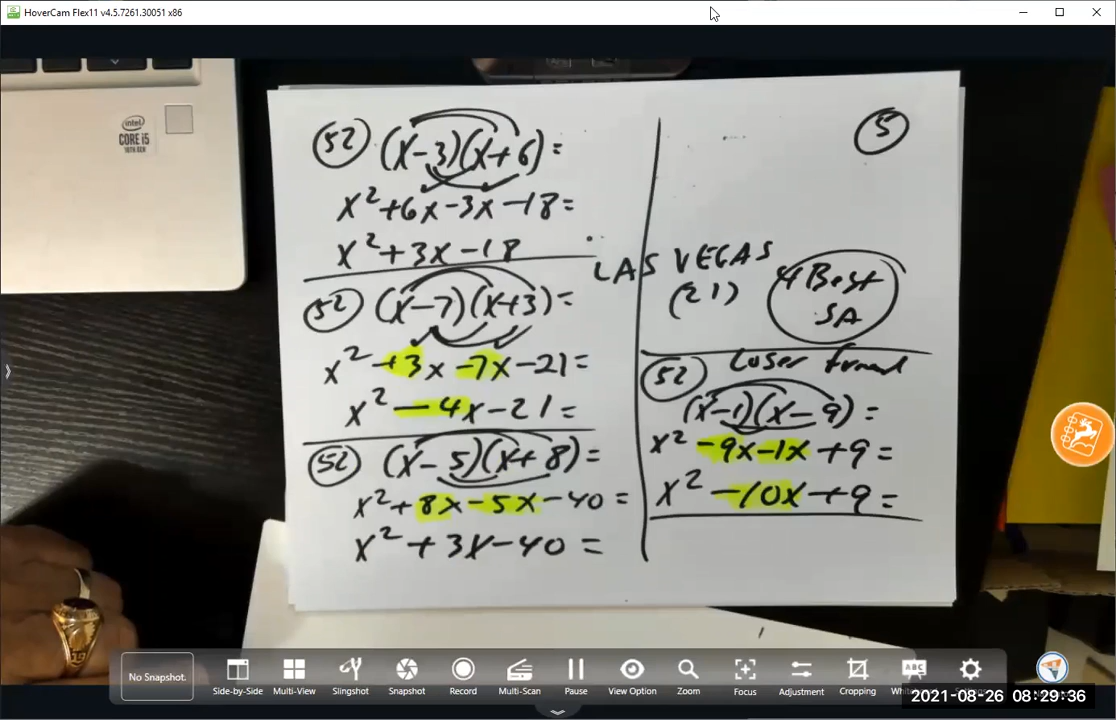 HoverCam Flex11 v4.5.7261.30051 x86
intel
CORE i5
10TH GEN
52 (x-3)(x+6)=
x²+6x-3x-18=
x²+3x-18
52 (x-7)(x+3)=
x²+3x-7x-21=
x²-4x-21=
52 (x-5)(x+8)=
x²+8x-5x-40=
x²+3x-40=
5
LAS VEGAS
(21)
4 Best
SA
52 Loser
(x-1)(x-9)=
x²-9x-1x+9=
x²-10x+9=
No Snapshot.
Side-by-Side
Multi-View
Slingshot
Snapshot
Record
Multi-Scan
Pause
View Option
Zoom
Focus
Adjustment
Cropping
ABC
2021-08-26 08:29:36